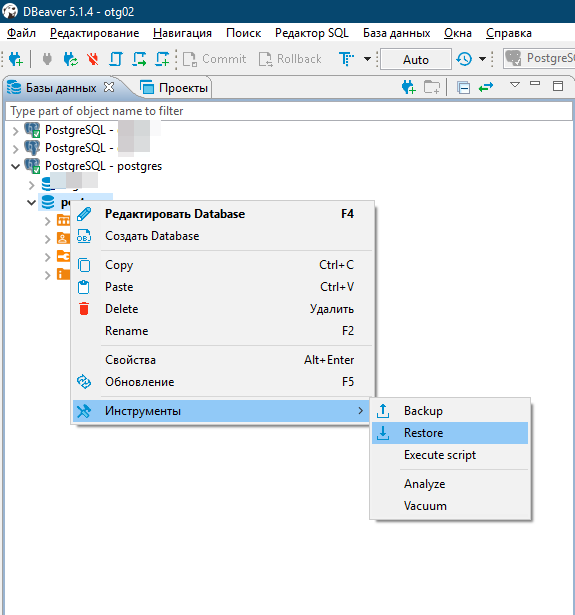 DBeaver 5.1.4 - otg02
Файл Редактирование Навигация Поиск Редактор SQL База данных Окна Справка
Commit Rollback Auto
Базы данных Проекты
Type part of object name to filter
PostgreSQL -
PostgreSQL -
PostgreSQL - postgres
Редактировать Database F4
Создать Database
Copy Ctrl+C
Paste Ctrl+V
Delete Удалить
Rename F2
Свойства Alt+Enter
Обновление F5
Инструменты
Backup
Restore
Execute script
Analyze
Vacuum